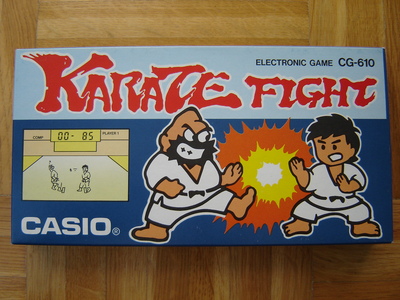 ELECTRONIC GAME CG-610
KARATE FIGHT
COMP 00 - 85 PLAYER 1
CASIO®